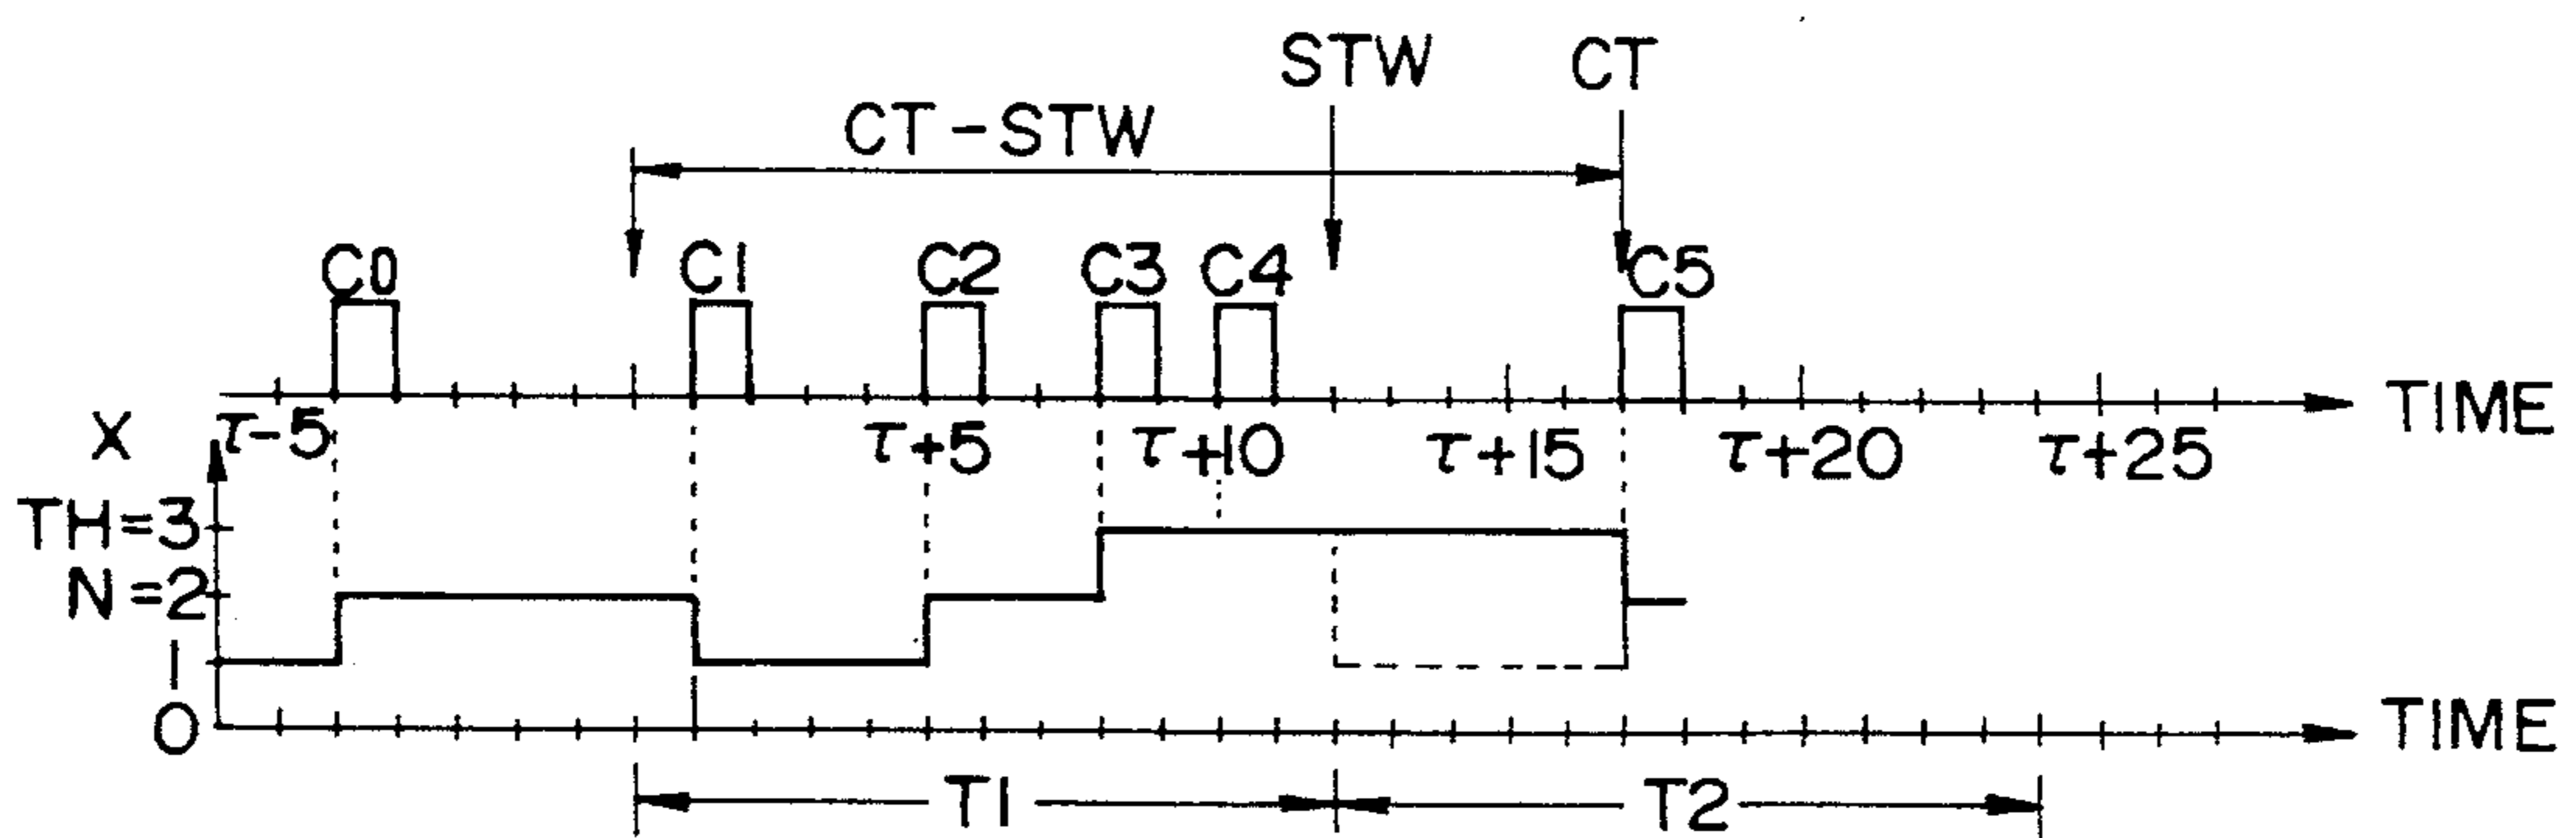 STW CT
CT-STW
C0 C1 C2 C3 C4 C5
TIME
X τ-5 τ+5 τ+10 τ+15 τ+20 τ+25
TH=3
N=2
1
0
TIME
T1 T2